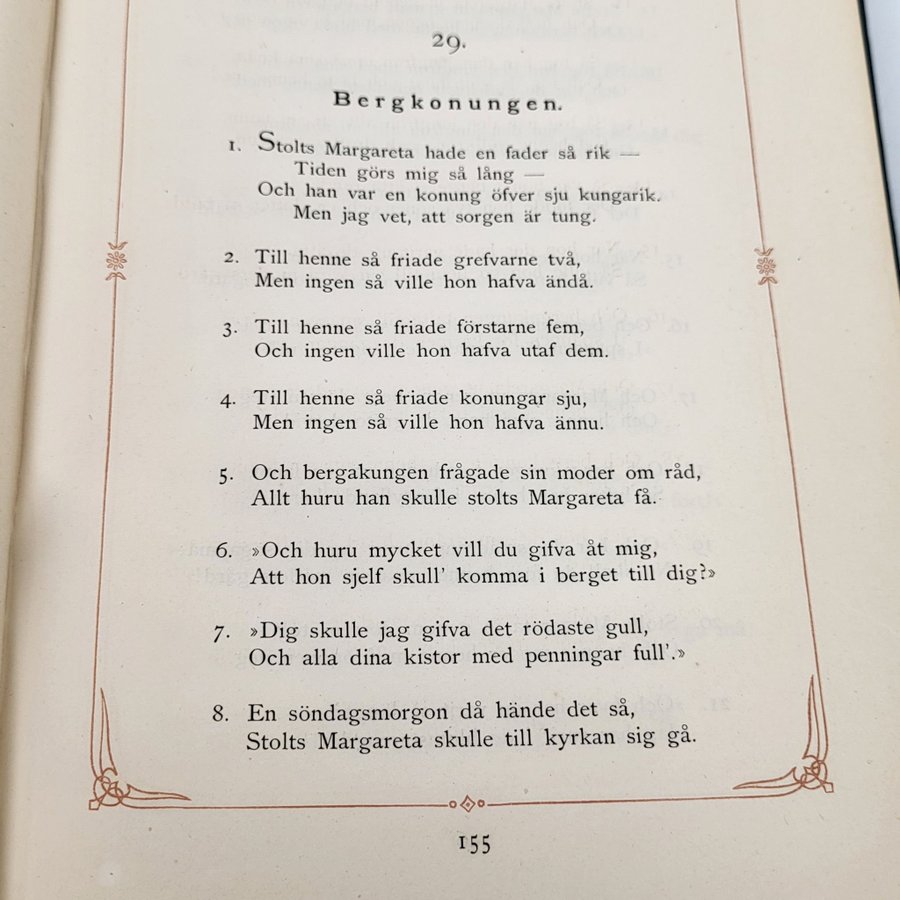 29.
Bergkonungen.
1. Stolts Margareta hade en fader så rik —
Tiden görs mig så lång —
Och han var en konung öfver sju kungarik.
Men jag vet, att sorgen är tung.
2. Till henne så friade grefvarne två,
Men ingen så ville hon hafva ändå.
3. Till henne så friade förstarne fem,
Och ingen ville hon hafva utaf dem.
4. Till henne så friade konungar sju,
Men ingen så ville hon hafva ännu.
5. Och bergakungen frågade sin moder om råd,
Allt huru han skulle stolts Margareta få.
6. »Och huru mycket vill du gifva åt mig,
Att hon sjelf skull' komma i berget till dig?»
7. »Dig skulle jag gifva det rödaste gull,
Och alla dina kistor med penningar full'.»
8. En söndagsmorgon då hände det så,
Stolts Margareta skulle till kyrkan sig gå.
155